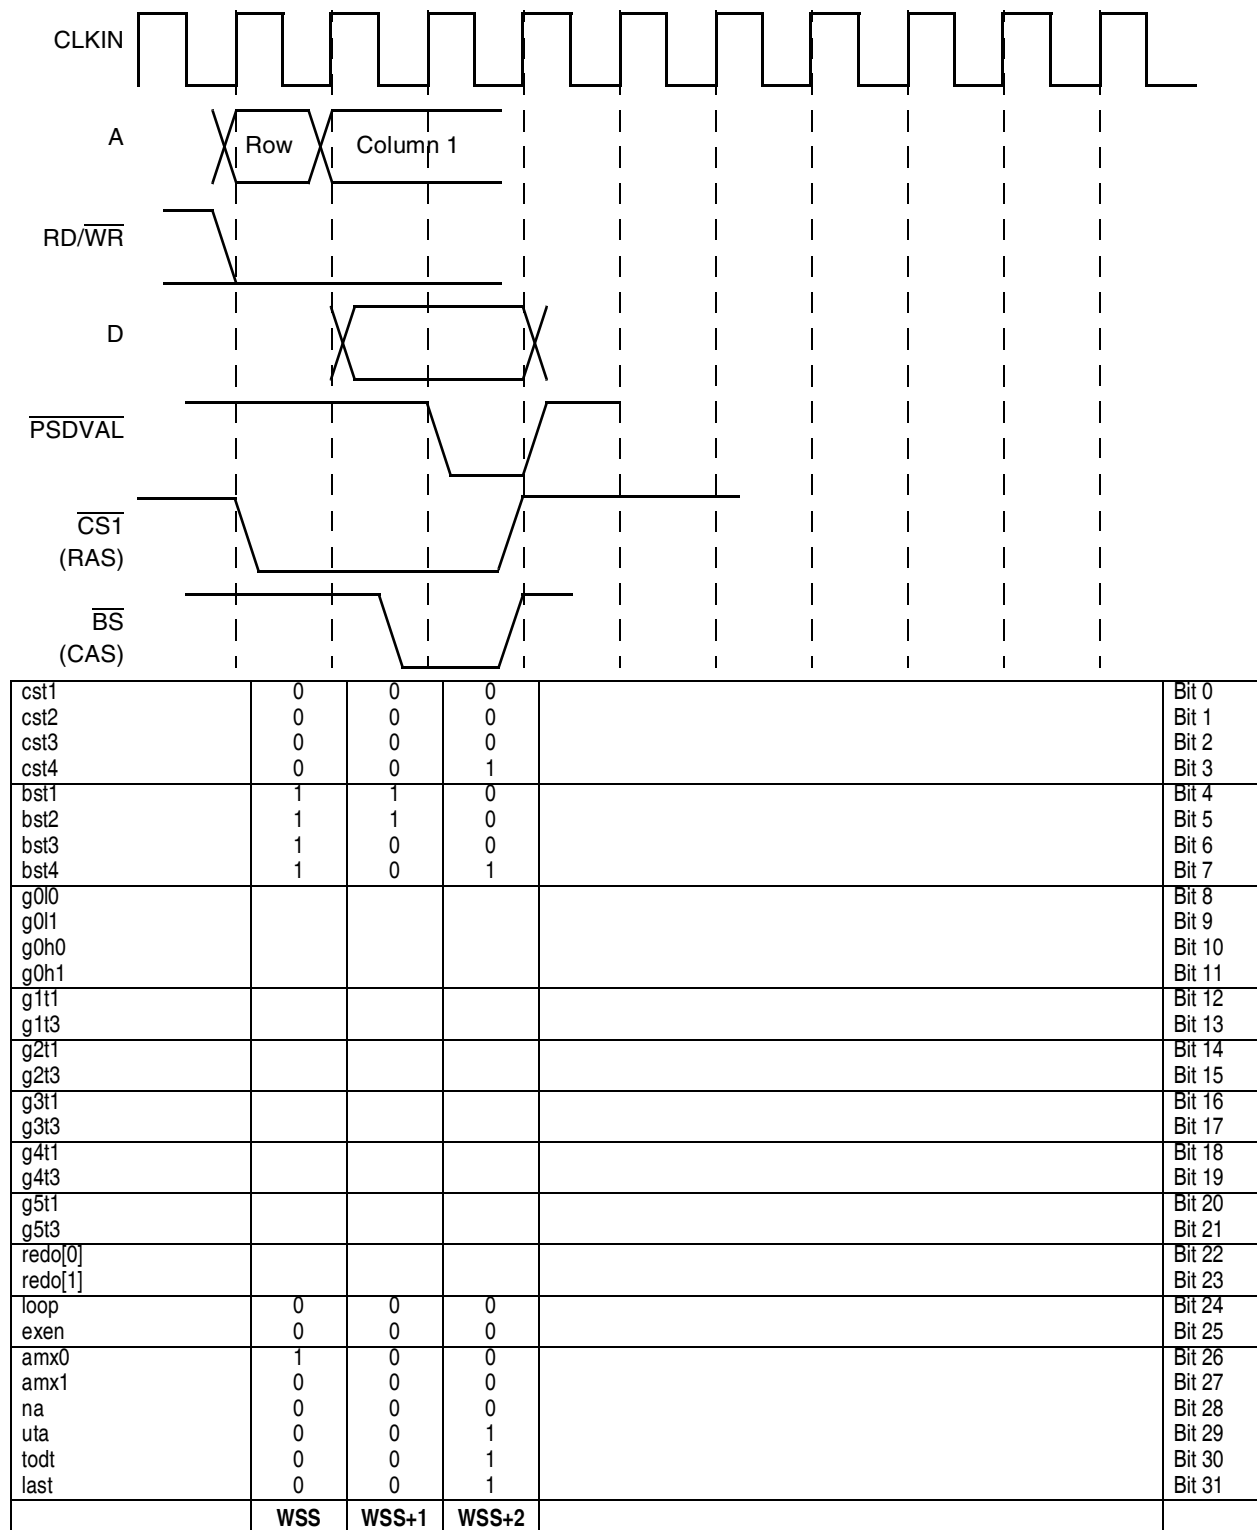 CLKIN
A
Row
Column 1
RD/WR
D
PSDVAL
CS1
(RAS)
BS
(CAS)
cst1 0 0 0 Bit 0
cst2 0 0 0 Bit 1
cst3 0 0 0 Bit 2
cst4 0 0 1 Bit 3
bst1 1 1 0 Bit 4
bst2 1 1 0 Bit 5
bst3 1 0 0 Bit 6
bst4 1 0 1 Bit 7
g0l0 Bit 8
g0l1 Bit 9
g0h0 Bit 10
g0h1 Bit 11
g1t1 Bit 12
g1t3 Bit 13
g2t1 Bit 14
g2t3 Bit 15
g3t1 Bit 16
g3t3 Bit 17
g4t1 Bit 18
g4t3 Bit 19
g5t1 Bit 20
g5t3 Bit 21
redo[0] Bit 22
redo[1] Bit 23
loop 0 0 0 Bit 24
exen 0 0 0 Bit 25
amx0 1 0 0 Bit 26
amx1 0 0 0 Bit 27
na 0 0 0 Bit 28
uta 0 0 1 Bit 29
todt 0 0 1 Bit 30
last 0 0 1 Bit 31
WSS WSS+1 WSS+2